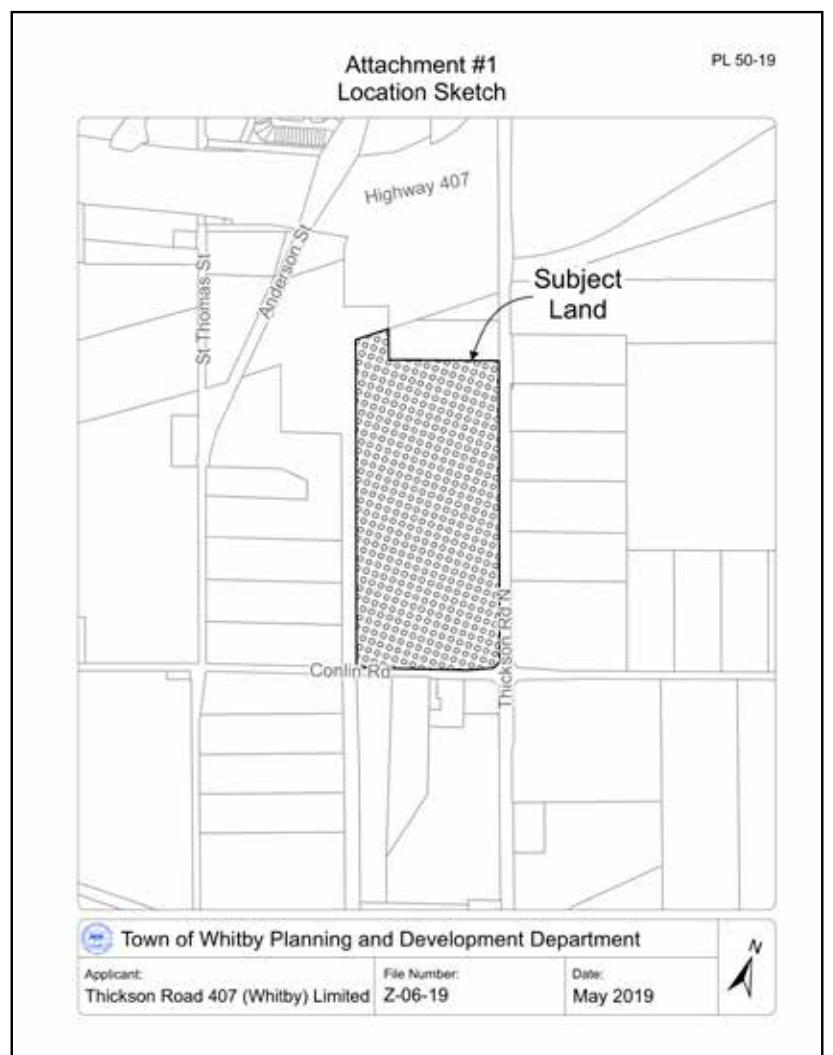 PL 50-19
Attachment #1
Location Sketch
Highway 407
Anderson St
St Thomas St
Subject
Land
Thickson Rd N
Conlin Rd
Town of Whitby Planning and Development Department
N
Applicant:
Thickson Road 407 (Whitby) Limited
File Number:
Z-06-19
Date:
May 2019